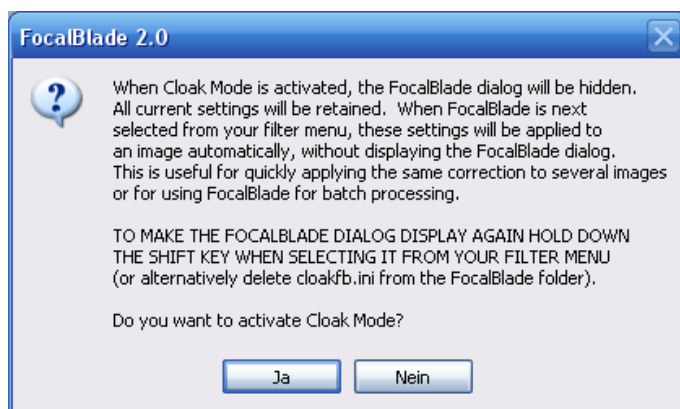 FocalBlade 2.0
When Cloak Mode is activated, the FocalBlade dialog will be hidden.
All current settings will be retained.  When FocalBlade is next
selected from your filter menu, these settings will be applied to
an image automatically, without displaying the FocalBlade dialog.
This is useful for quickly applying the same correction to several images
or for using FocalBlade for batch processing.
TO MAKE THE FOCALBLADE DIALOG DISPLAY AGAIN HOLD DOWN
THE SHIFT KEY WHEN SELECTING IT FROM YOUR FILTER MENU
(or alternatively delete cloakfb.ini from the FocalBlade folder).
Do you want to activate Cloak Mode?
Ja
Nein